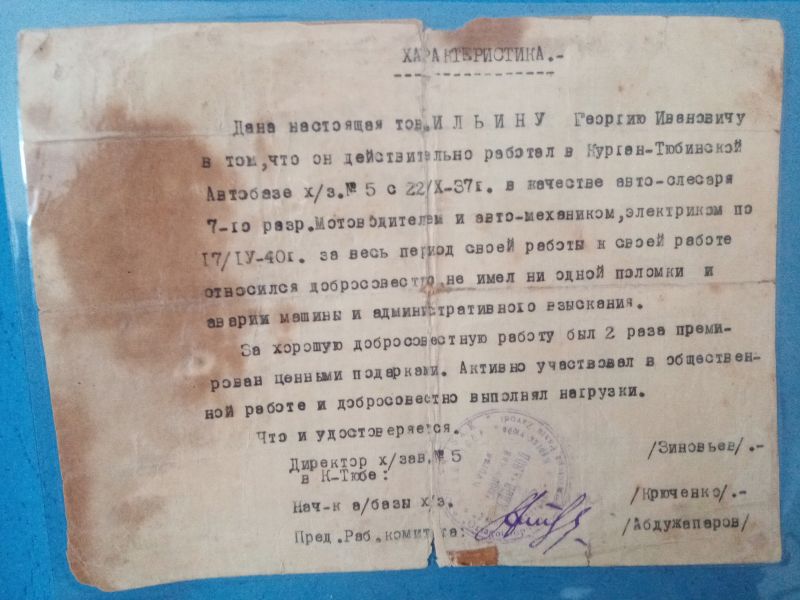 ХАРАКТЕРИСТИКА.-
Дана настоящая тов.ИЛЬИНУ Георгию Ивановичу
в том,что он действительно работал в Курган-Тюбинской
Автобазе х/з.№ 5 с 22/X-37г. в качестве авто-слесаря
7-го разр.Мотоводителем и авто-механиком,электриком по
17/IУ-40г. за весь период своей работы к своей работе
относился добросовестно,не имел ни одной поломки и
аварии машины и административного взыскания.
За хорошую добросовестную работу был 2 раза преми-
рован ценными подарками. Активно участвовал в обществен-
ной работе и добросовестно выполнял нагрузки.
Что и удостоверяется.
Директор х/зав.№ 5
в К-Тюбе:
/Зиновьев/.-
Нач-к а/базы х/з.
/Крюченко/.-
Пред.Раб.комитета:
/Абдужапаров/